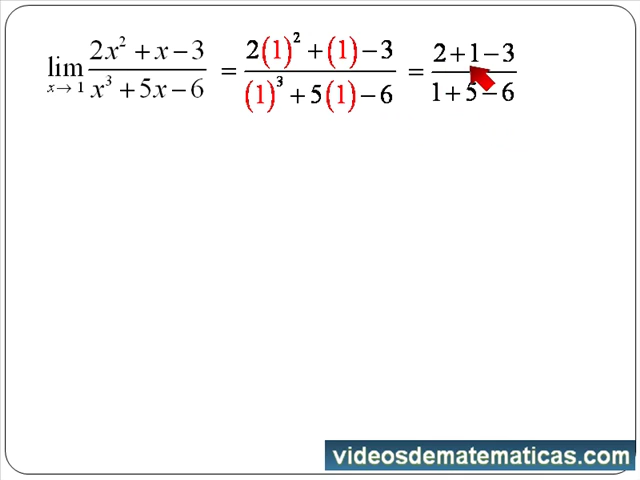 lim x→1 (2x² + x − 3)/(x³ + 5x − 6) = (2(1)² + (1) − 3)/((1)³ + 5(1) − 6) = (2 + 1 − 3)/(1 + 5 − 6)
videosdematematicas.com